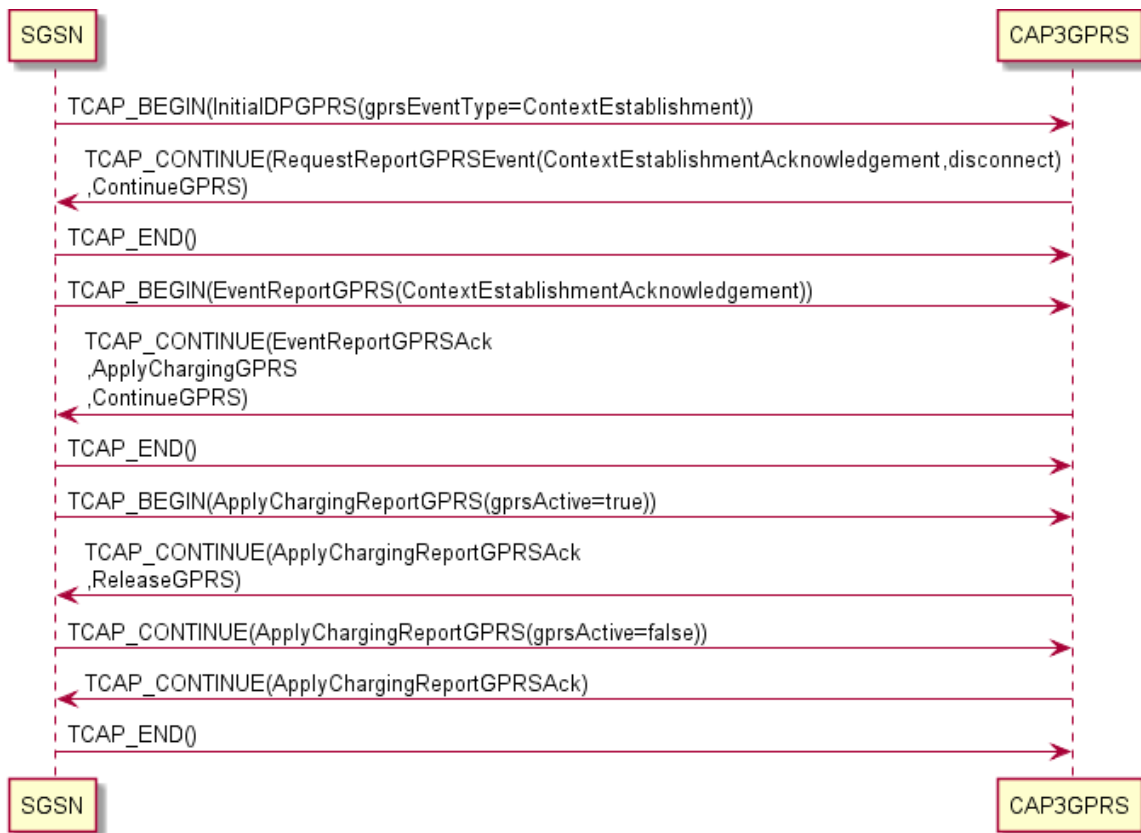 SGSN
CAP3GPRS
TCAP_BEGIN(InitialDPGPRS(gprsEventType=ContextEstablishment))
TCAP_CONTINUE(RequestReportGPRSEvent(ContextEstablishmentAcknowledgement,disconnect)
,ContinueGPRS)
TCAP_END()
TCAP_BEGIN(EventReportGPRS(ContextEstablishmentAcknowledgement))
TCAP_CONTINUE(EventReportGPRSAck
,ApplyChargingGPRS
,ContinueGPRS)
TCAP_END()
TCAP_BEGIN(ApplyChargingReportGPRS(gprsActive=true))
TCAP_CONTINUE(ApplyChargingReportGPRSAck
,ReleaseGPRS)
TCAP_CONTINUE(ApplyChargingReportGPRS(gprsActive=false))
TCAP_CONTINUE(ApplyChargingReportGPRSAck)
TCAP_END()
SGSN
CAP3GPRS